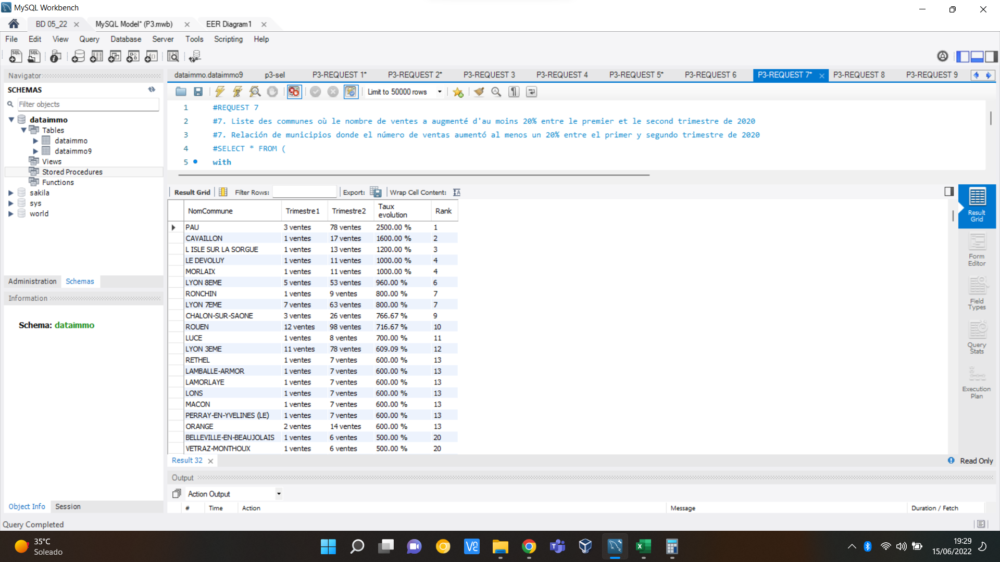 MySQL Workbench
BD 05_22
MySQL Model* (P3.mwb)
EER Diagram1
File Edit View Query Database Server Tools Scripting Help
Navigator
SCHEMAS
Filter objects
dataimmo
Tables
dataimmo
dataimmo9
Views
Stored Procedures
Functions
sakila
sys
world
Administration Schemas
Information
Schema: dataimmo
Object Info Session
dataimmo.dataimmo9 p3-sel P3-REQUEST 1* P3-REQUEST 2* P3-REQUEST 3 P3-REQUEST 4 P3-REQUEST 5* P3-REQUEST 6 P3-REQUEST 7* P3-REQUEST 8 P3-REQUEST 9
Limit to 50000 rows
1 #REQUEST 7
2 #7. Liste des communes où le nombre de ventes a augmenté d'au moins 20% entre le premier et le second trimestre de 2020
3 #7. Relación de municipios donde el número de ventas aumentó al menos un 20% entre el primer y segundo trimestre de 2020
4 #SELECT * FROM (
5 with
Result Grid Filter Rows: Export: Wrap Cell Content:
NomCommune Trimestre1 Trimestre2 Taux evolution Rank
PAU 3 ventes 78 ventes 2500.00 % 1
CAVAILLON 1 ventes 17 ventes 1600.00 % 2
L ISLE SUR LA SORGUE 1 ventes 13 ventes 1200.00 % 3
LE DEVOLUY 1 ventes 11 ventes 1000.00 % 4
MORLAIX 1 ventes 11 ventes 1000.00 % 4
LYON 8EME 5 ventes 53 ventes 960.00 % 6
RONCHIN 1 ventes 9 ventes 800.00 % 7
LYON 7EME 7 ventes 63 ventes 800.00 % 7
CHALON-SUR-SAONE 3 ventes 26 ventes 766.67 % 9
ROUEN 12 ventes 98 ventes 716.67 % 10
LUCE 1 ventes 8 ventes 700.00 % 11
LYON 3EME 11 ventes 78 ventes 609.09 % 12
RETHEL 1 ventes 7 ventes 600.00 % 13
LAMBALLE-ARMOR 1 ventes 7 ventes 600.00 % 13
LAMORLAYE 1 ventes 7 ventes 600.00 % 13
LONS 1 ventes 7 ventes 600.00 % 13
MACON 1 ventes 7 ventes 600.00 % 13
PERRAY-EN-YVELINES (LE) 1 ventes 7 ventes 600.00 % 13
ORANGE 2 ventes 14 ventes 600.00 % 13
BELLEVILLE-EN-BEAUJOLAIS 1 ventes 6 ventes 500.00 % 20
VETRAZ-MONTHOUX 1 ventes 6 ventes 500.00 % 20
Result Grid
Form Editor
Field Types
Query Stats
Execution Plan
Result 32
Read Only
Output
Action Output
# Time Action Message Duration / Fetch
Query Completed
35°C
Soleado
19:29
15/06/2022